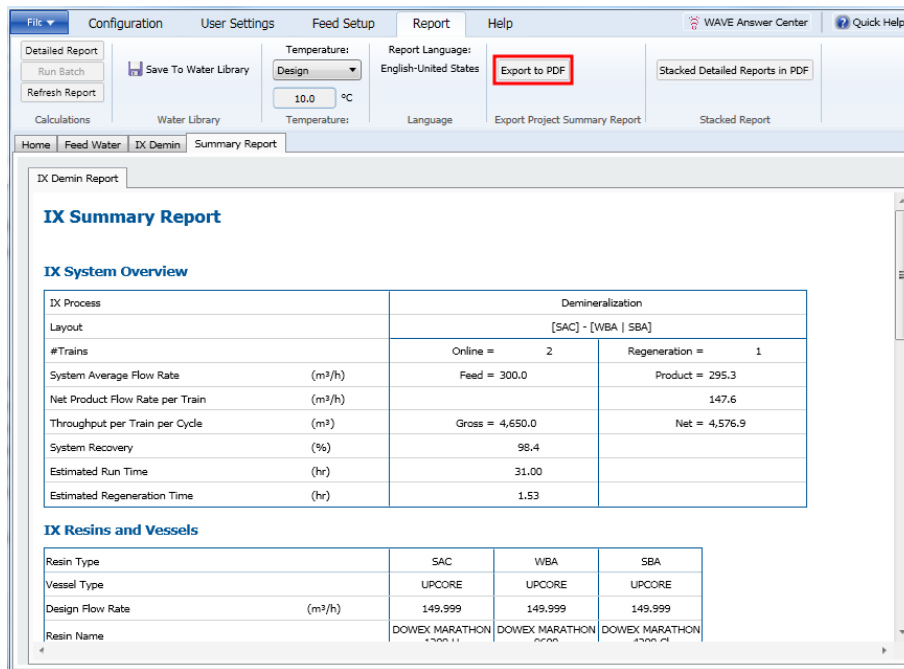 File
Configuration
User Settings
Feed Setup
Report
Help
WAVE Answer Center
Quick Help
Detailed Report
Run Batch
Refresh Report
Calculations
Save To Water Library
Water Library
Temperature:
Design
10.0 °C
Temperature:
Report Language:
English-United States
Language
Export to PDF
Export Project Summary Report
Stacked Detailed Reports in PDF
Stacked Report
Home
Feed Water
IX Demin
Summary Report
IX Demin Report
IX Summary Report
IX System Overview
IX Process Demineralization
Layout [SAC] - [WBA | SBA]
#Trains Online = 2 Regeneration = 1
System Average Flow Rate (m³/h) Feed = 300.0 Product = 295.3
Net Product Flow Rate per Train (m³/h) 147.6
Throughput per Train per Cycle (m³) Gross = 4,650.0 Net = 4,576.9
System Recovery (%) 98.4
Estimated Run Time (hr) 31.00
Estimated Regeneration Time (hr) 1.53
IX Resins and Vessels
Resin Type SAC WBA SBA
Vessel Type UPCORE UPCORE UPCORE
Design Flow Rate (m³/h) 149.999 149.999 149.999
Resin Name DOWEX MARATHON DOWEX MARATHON DOWEX MARATHON